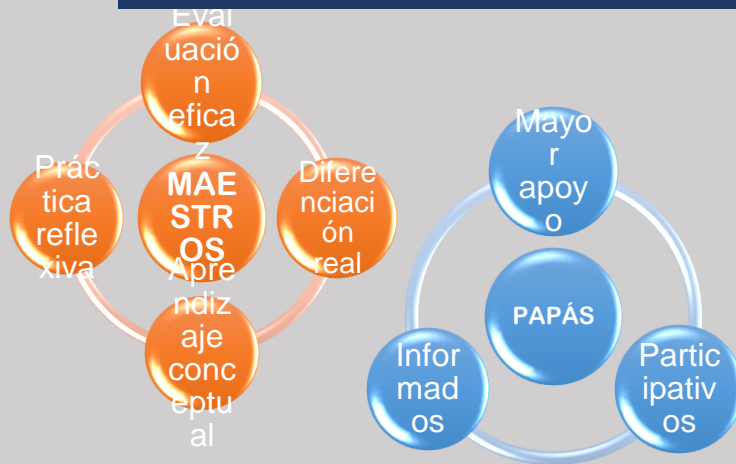 Eval
uació
n
efica
z
Prác
tica
refle
xiva
MAE
STR
OS
Difere
nciaci
ón
real
Apre
ndiz
aje
conc
eptu
al
Mayo
r
apoy
o
PAPÁS
Infor
mad
os
Partic
ipativ
os